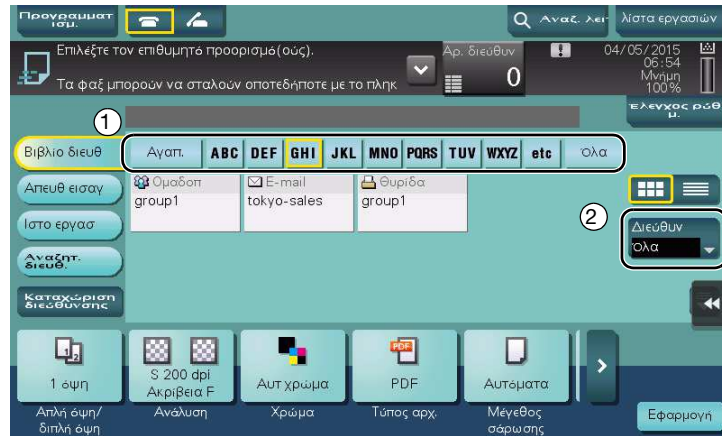 Προγραμματ
ισμ.
Αναζ. λει
λίστα εργασιών
Επιλέξτε τον επιθυμητό προορισμό(ούς).
Τα φαξ μπορούν να σταλούν οποτεδήποτε με το πληκ
Αρ. διεύθυν
0
04/05/2015
06:54
Μνήμη
100%
Έλεγχος ρύθ
μ.
1
Βιβλίο διευθ
Αγαπ.
ABC
DEF
GHI
JKL
MNO
PQRS
TUV
WXYZ
etc
Όλα
Απευθ εισαγ
Ομαδοπ
group1
E-mail
tokyo-sales
Θυρίδα
group1
2
Ιστο εργασ
Διεύθυν
Όλα
Αναζητ.
διευθ.
Καταχώριση
διεύθυνσης
1 όψη
S 200 dpi
Ακρίβεια F
Αυτ χρώμα
PDF
PDF
Αυτόματα
Απλή όψη/
διπλή όψη
Ανάλυση
Χρώμα
Τύπος αρχ.
Μέγεθος
σάρωσης
Εφαρμογή